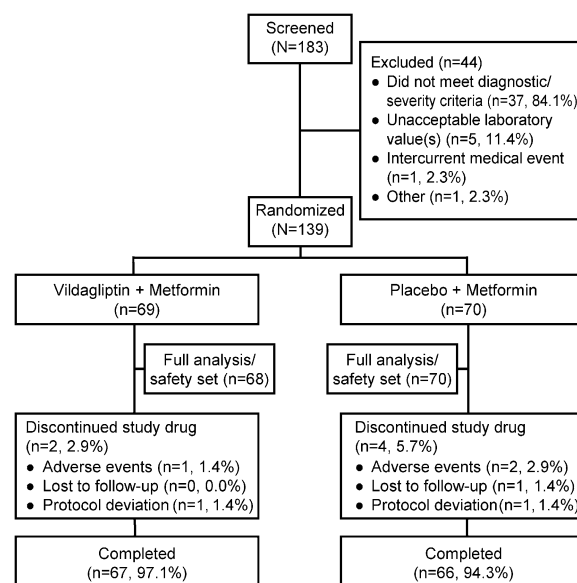 Screened
(N=183)
Excluded (n=44)
● Did not meet diagnostic/
severity criteria (n=37, 84.1%)
● Unacceptable laboratory
value(s) (n=5, 11.4%)
● Intercurrent medical event
(n=1, 2.3%)
● Other (n=1, 2.3%)
Randomized
(N=139)
Vildagliptin + Metformin
(n=69)
Placebo + Metformin
(n=70)
Full analysis/
safety set (n=68)
Full analysis/
safety set (n=70)
Discontinued study drug
(n=2, 2.9%)
● Adverse events (n=1, 1.4%)
● Lost to follow-up (n=0, 0.0%)
● Protocol deviation (n=1, 1.4%)
Discontinued study drug
(n=4, 5.7%)
● Adverse events (n=2, 2.9%)
● Lost to follow-up (n=1, 1.4%)
● Protocol deviation (n=1, 1.4%)
Completed
(n=67, 97.1%)
Completed
(n=66, 94.3%)